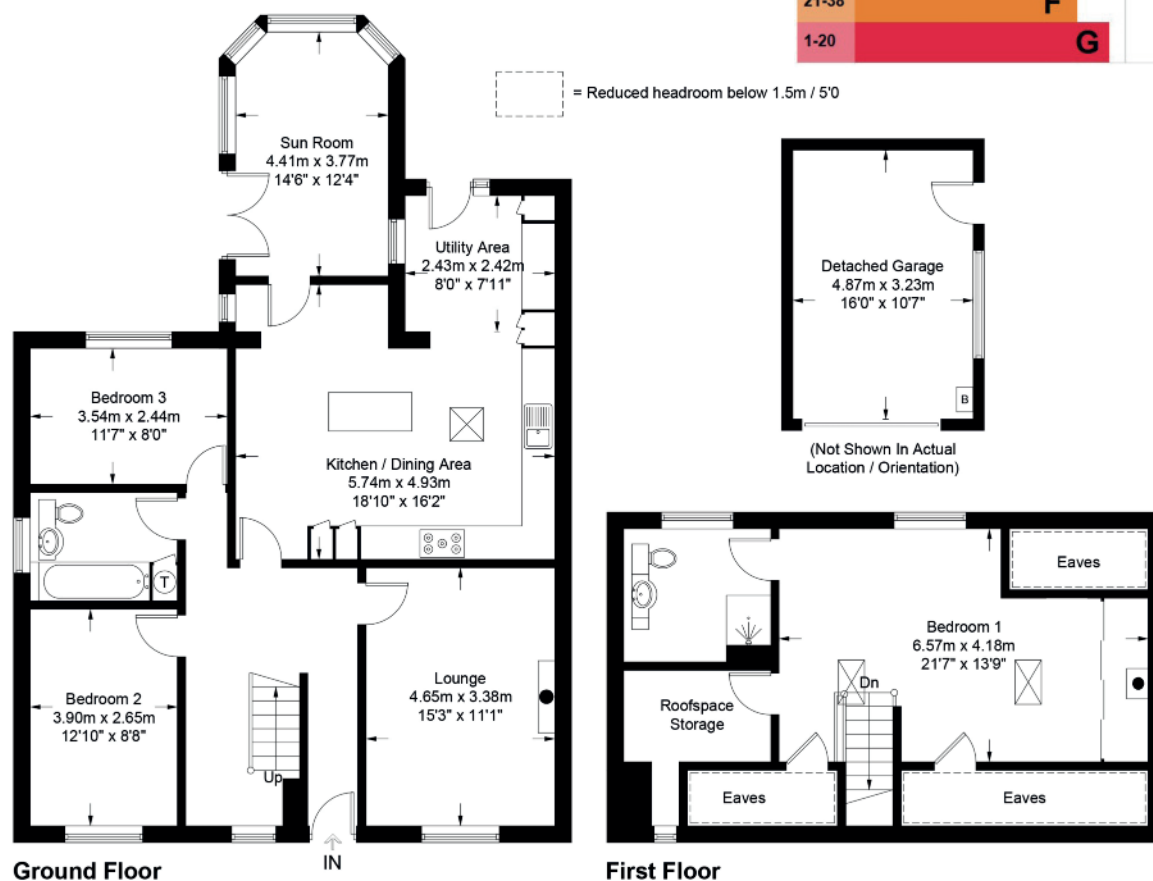 21-38
F
1-20
G
= Reduced headroom below 1.5m / 5'0
Sun Room
4.41m x 3.77m
14'6" x 12'4"
Utility Area
2.43m x 2.42m
8'0" x 7'11"
Detached Garage
4.87m x 3.23m
16'0" x 10'7"
B
(Not Shown In Actual
Location / Orientation)
Bedroom 3
3.54m x 2.44m
11'7" x 8'0"
Kitchen / Dining Area
5.74m x 4.93m
18'10" x 16'2"
T
Bedroom 2
3.90m x 2.65m
12'10" x 8'8"
Up
Lounge
4.65m x 3.38m
15'3" x 11'1"
IN
Ground Floor
Eaves
Bedroom 1
6.57m x 4.18m
21'7" x 13'9"
Dn
Roofspace
Storage
Eaves
Eaves
First Floor